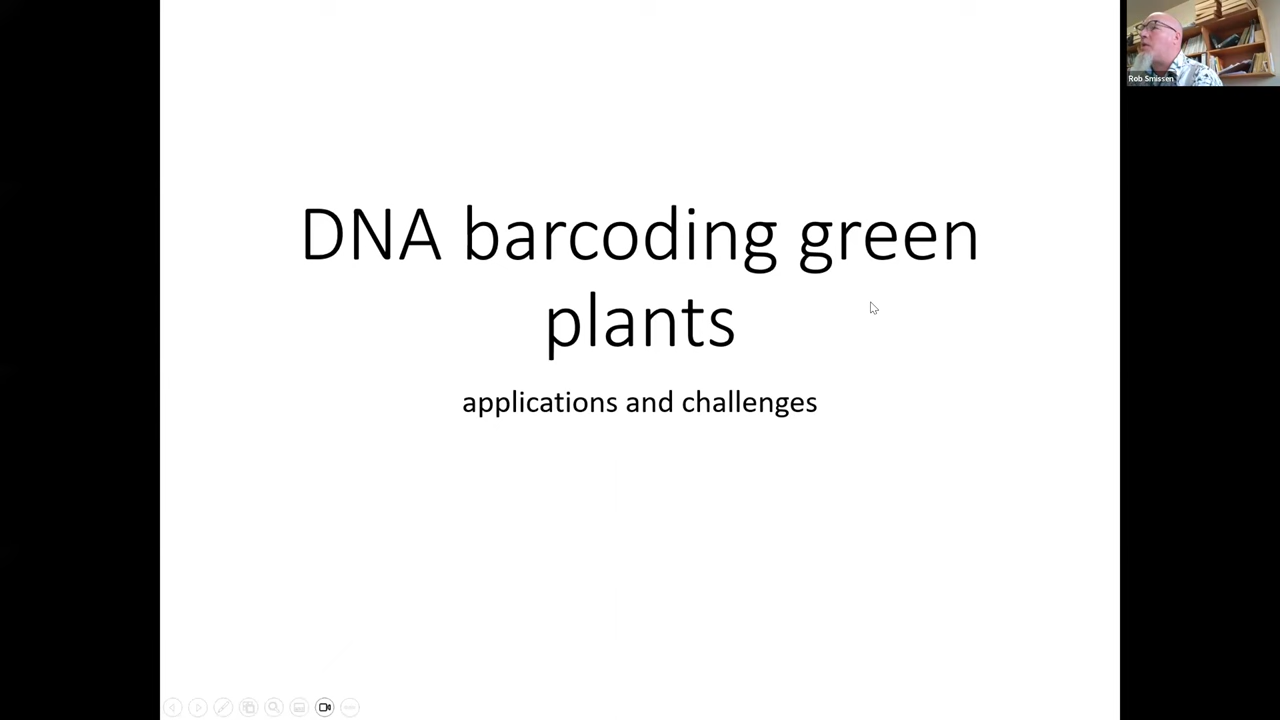 DNA barcoding green
plants
applications and challenges
Rob Smissen